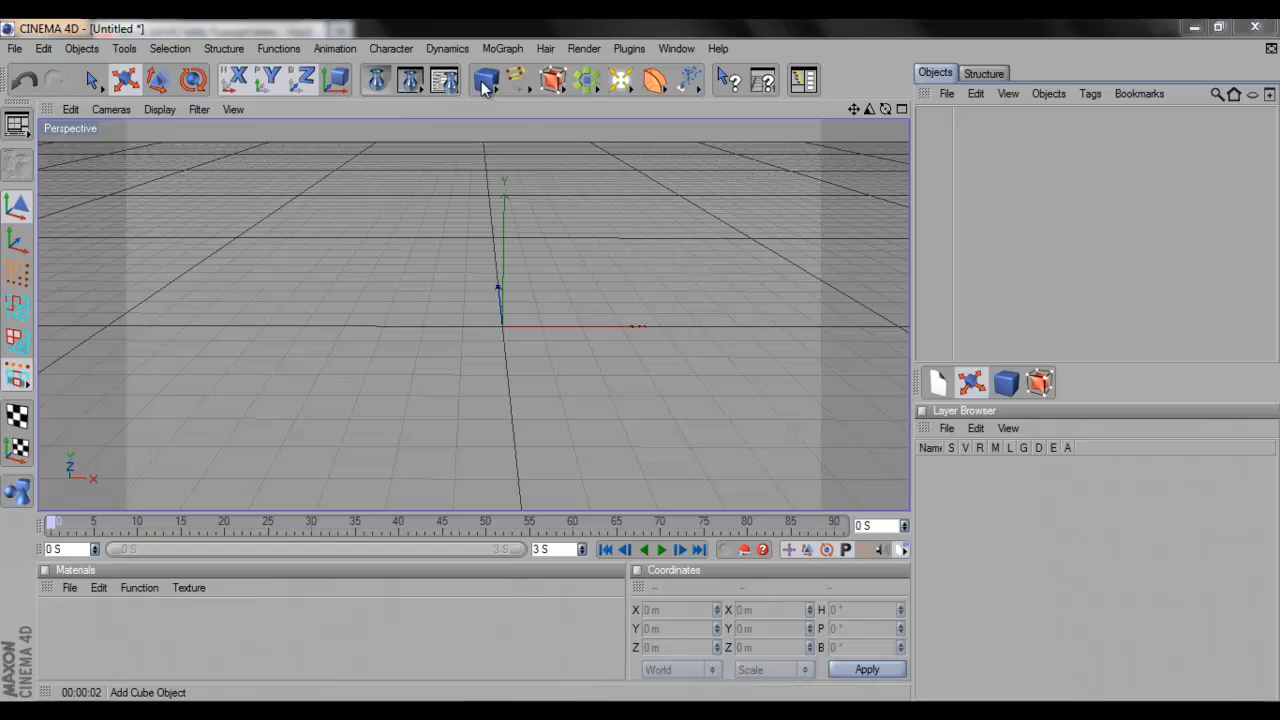 CINEMA 4D - [Untitled *]
File Edit Objects Tools Selection Structure Functions Animation Character Dynamics MoGraph Hair Render Plugins Window Help
X Y Z
Objects Structure
File Edit View Objects Tags Bookmarks
Edit Cameras Display Filter View
Perspective
Y
Y
Z
X
Layer Browser
File Edit View
Name S V R M L G D E A
0 5 10 15 20 25 30 35 40 45 50 55 60 65 70 75 80 85 90 0 S
0 S 0 S 3 S 3 S P
Materials Coordinates
File Edit Function Texture -- -- --
X 0 m X 0 m H 0 °
Y 0 m Y 0 m P 0 °
Z 0 m Z 0 m B 0 °
World Scale Apply
MAXON
CINEMA 4D
00:00:02 Add Cube Object